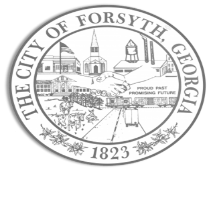 THE CITY OF FORSYTH, GEORGIA
PROUD PAST
PROMISING FUTURE
1823